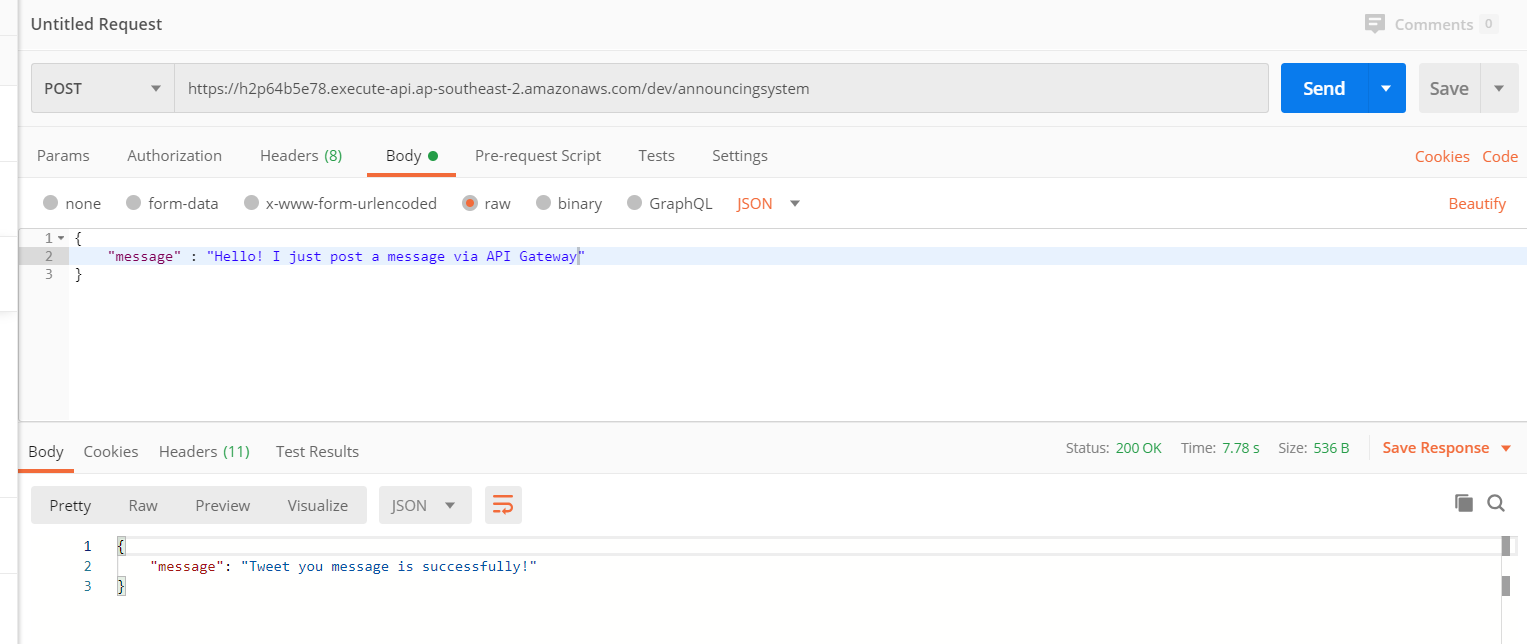 Untitled Request Comments 0
POST https://h2p64b5e78.execute-api.ap-southeast-2.amazonaws.com/dev/announcingsystem Send Save
Params Authorization Headers (8) Body Pre-request Script Tests Settings Cookies Code
none form-data x-www-form-urlencoded raw binary GraphQL JSON Beautify
1 {
2 "message" : "Hello! I just post a message via API Gateway"
3 }
Body Cookies Headers (11) Test Results Status: 200 OK Time: 7.78 s Size: 536 B Save Response
Pretty Raw Preview Visualize JSON
1 {
2 "message": "Tweet you message is successfully!"
3 }